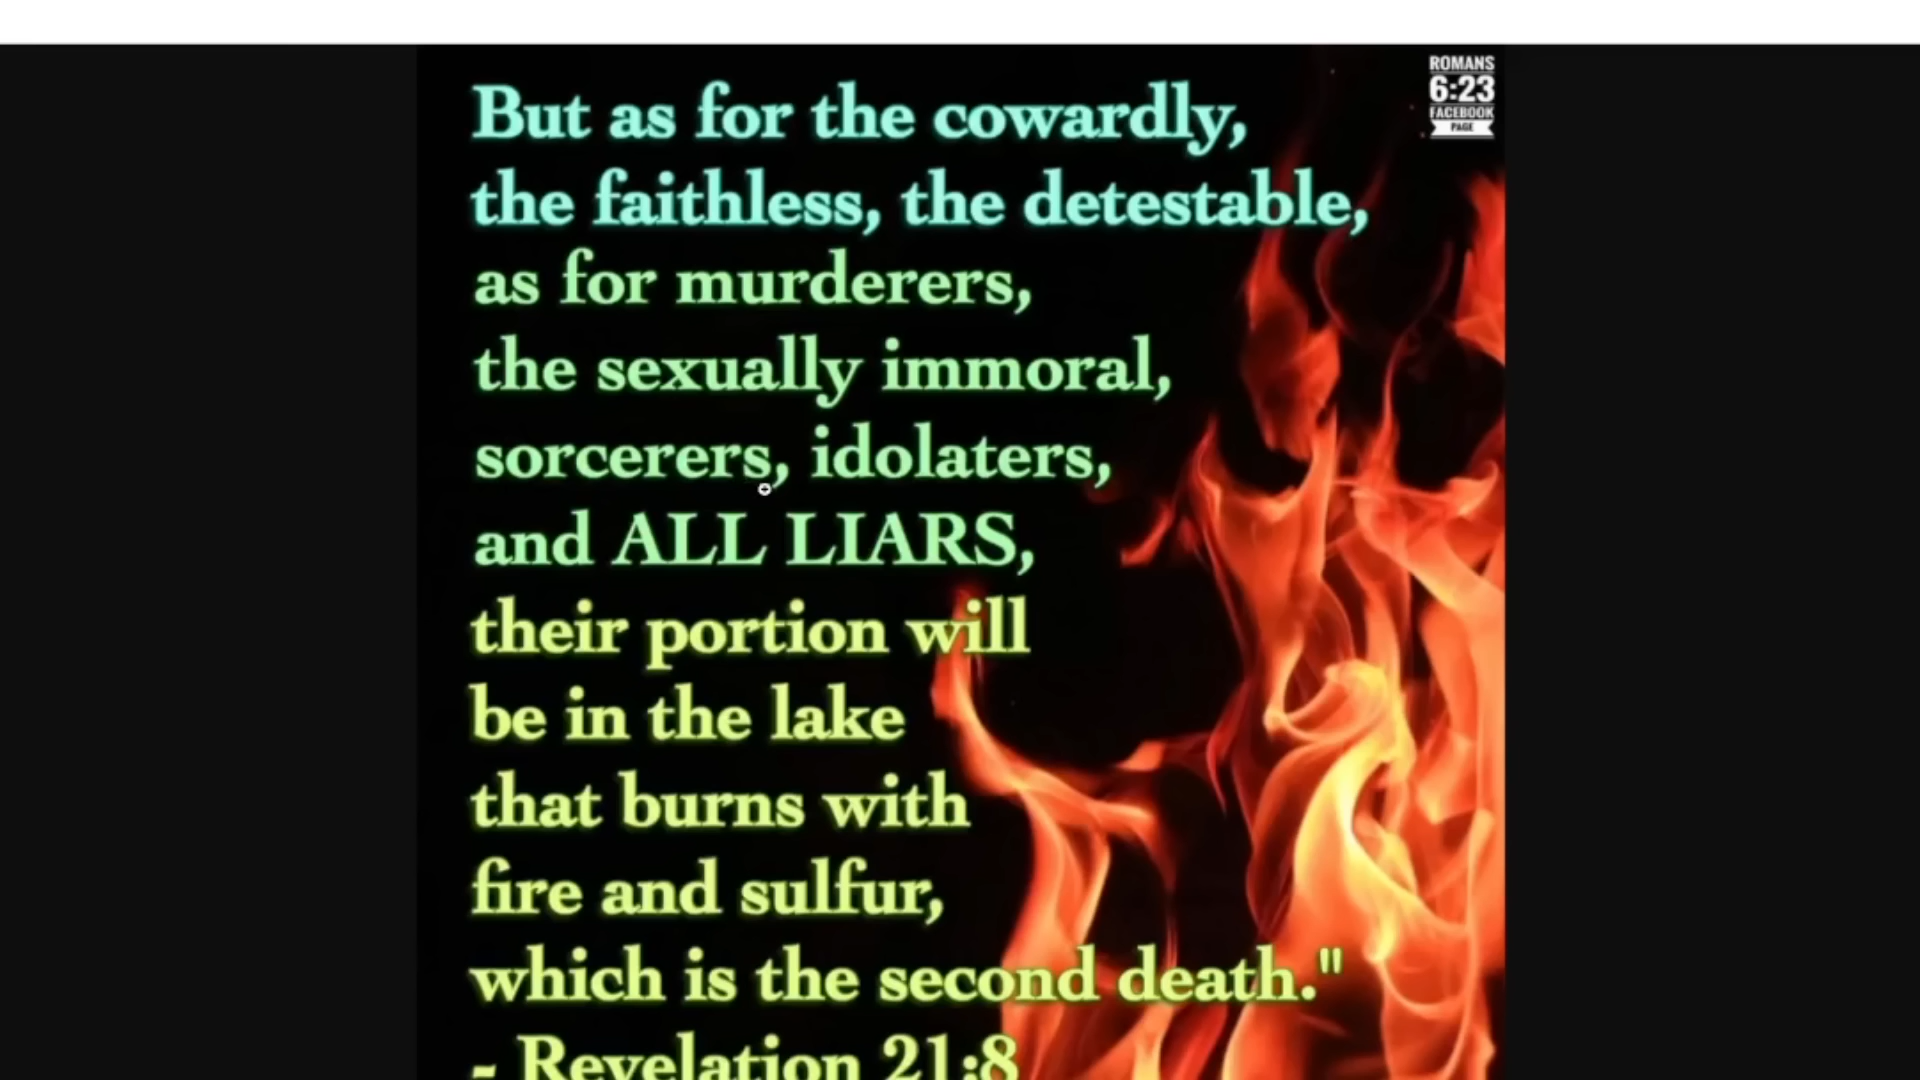 ROMANS
6:23
FACEBOOK
PAGE
But as for the cowardly,
the faithless, the detestable,
as for murderers,
the sexually immoral,
sorcerers, idolaters,
and ALL LIARS,
their portion will
be in the lake
that burns with
fire and sulfur,
which is the second death."
- Revelation 21:8